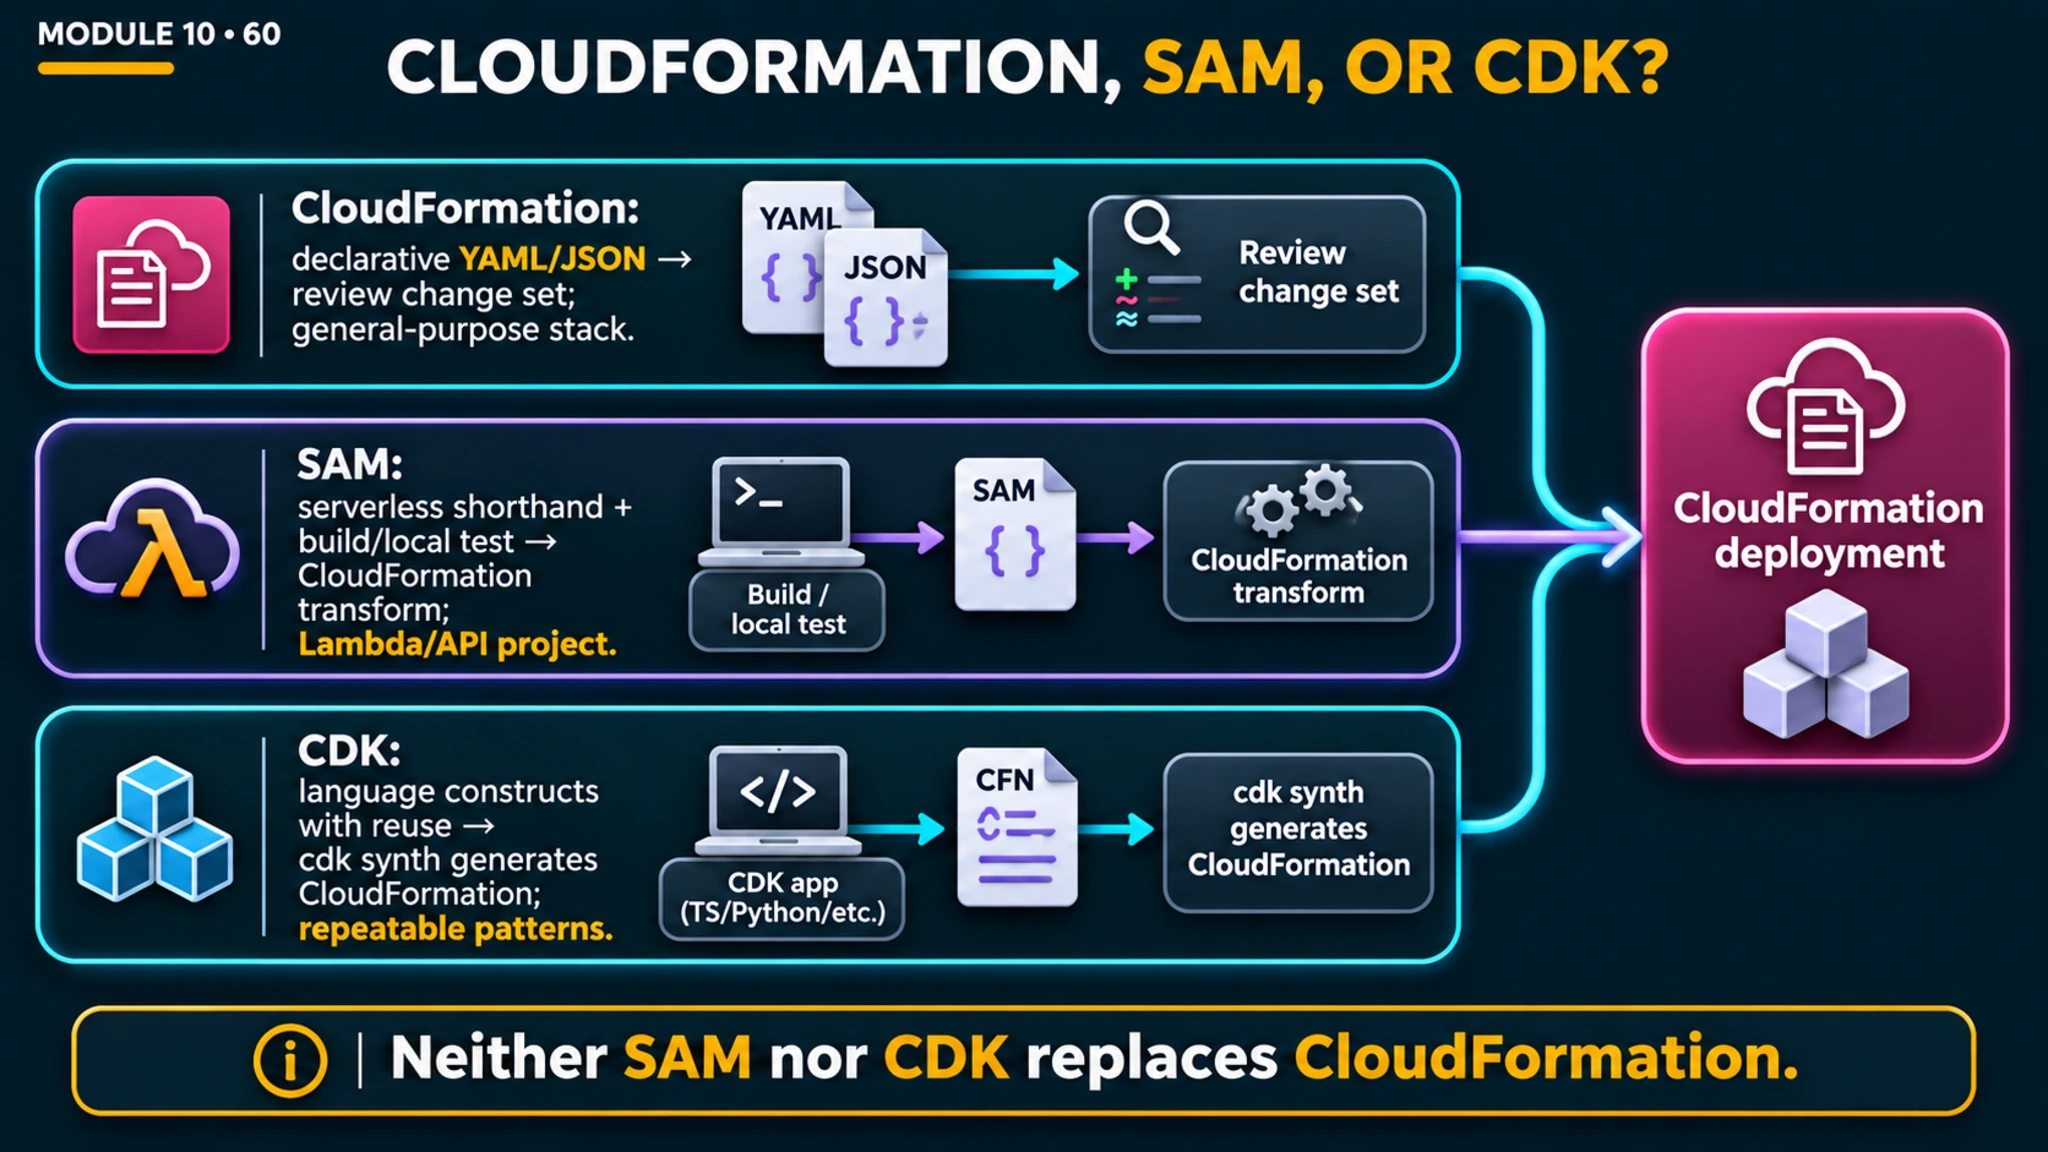 MODULE 10 • 60
CLOUDFORMATION, SAM, OR CDK?
CloudFormation:
declarative YAML/JSON →
review change set;
general-purpose stack.
YAML
{ }
JSON
{ }
Review
change set
SAM:
serverless shorthand +
build/local test →
CloudFormation
transform;
Lambda/API project.
>_
Build /
local test
SAM
{ }
CloudFormation
transform
CDK:
language constructs
with reuse →
cdk synth generates
CloudFormation;
repeatable patterns.
</>
CDK app
(TS/Python/etc.)
CFN
cdk synth
generates
CloudFormation
CloudFormation
deployment
Neither SAM nor CDK replaces CloudFormation.